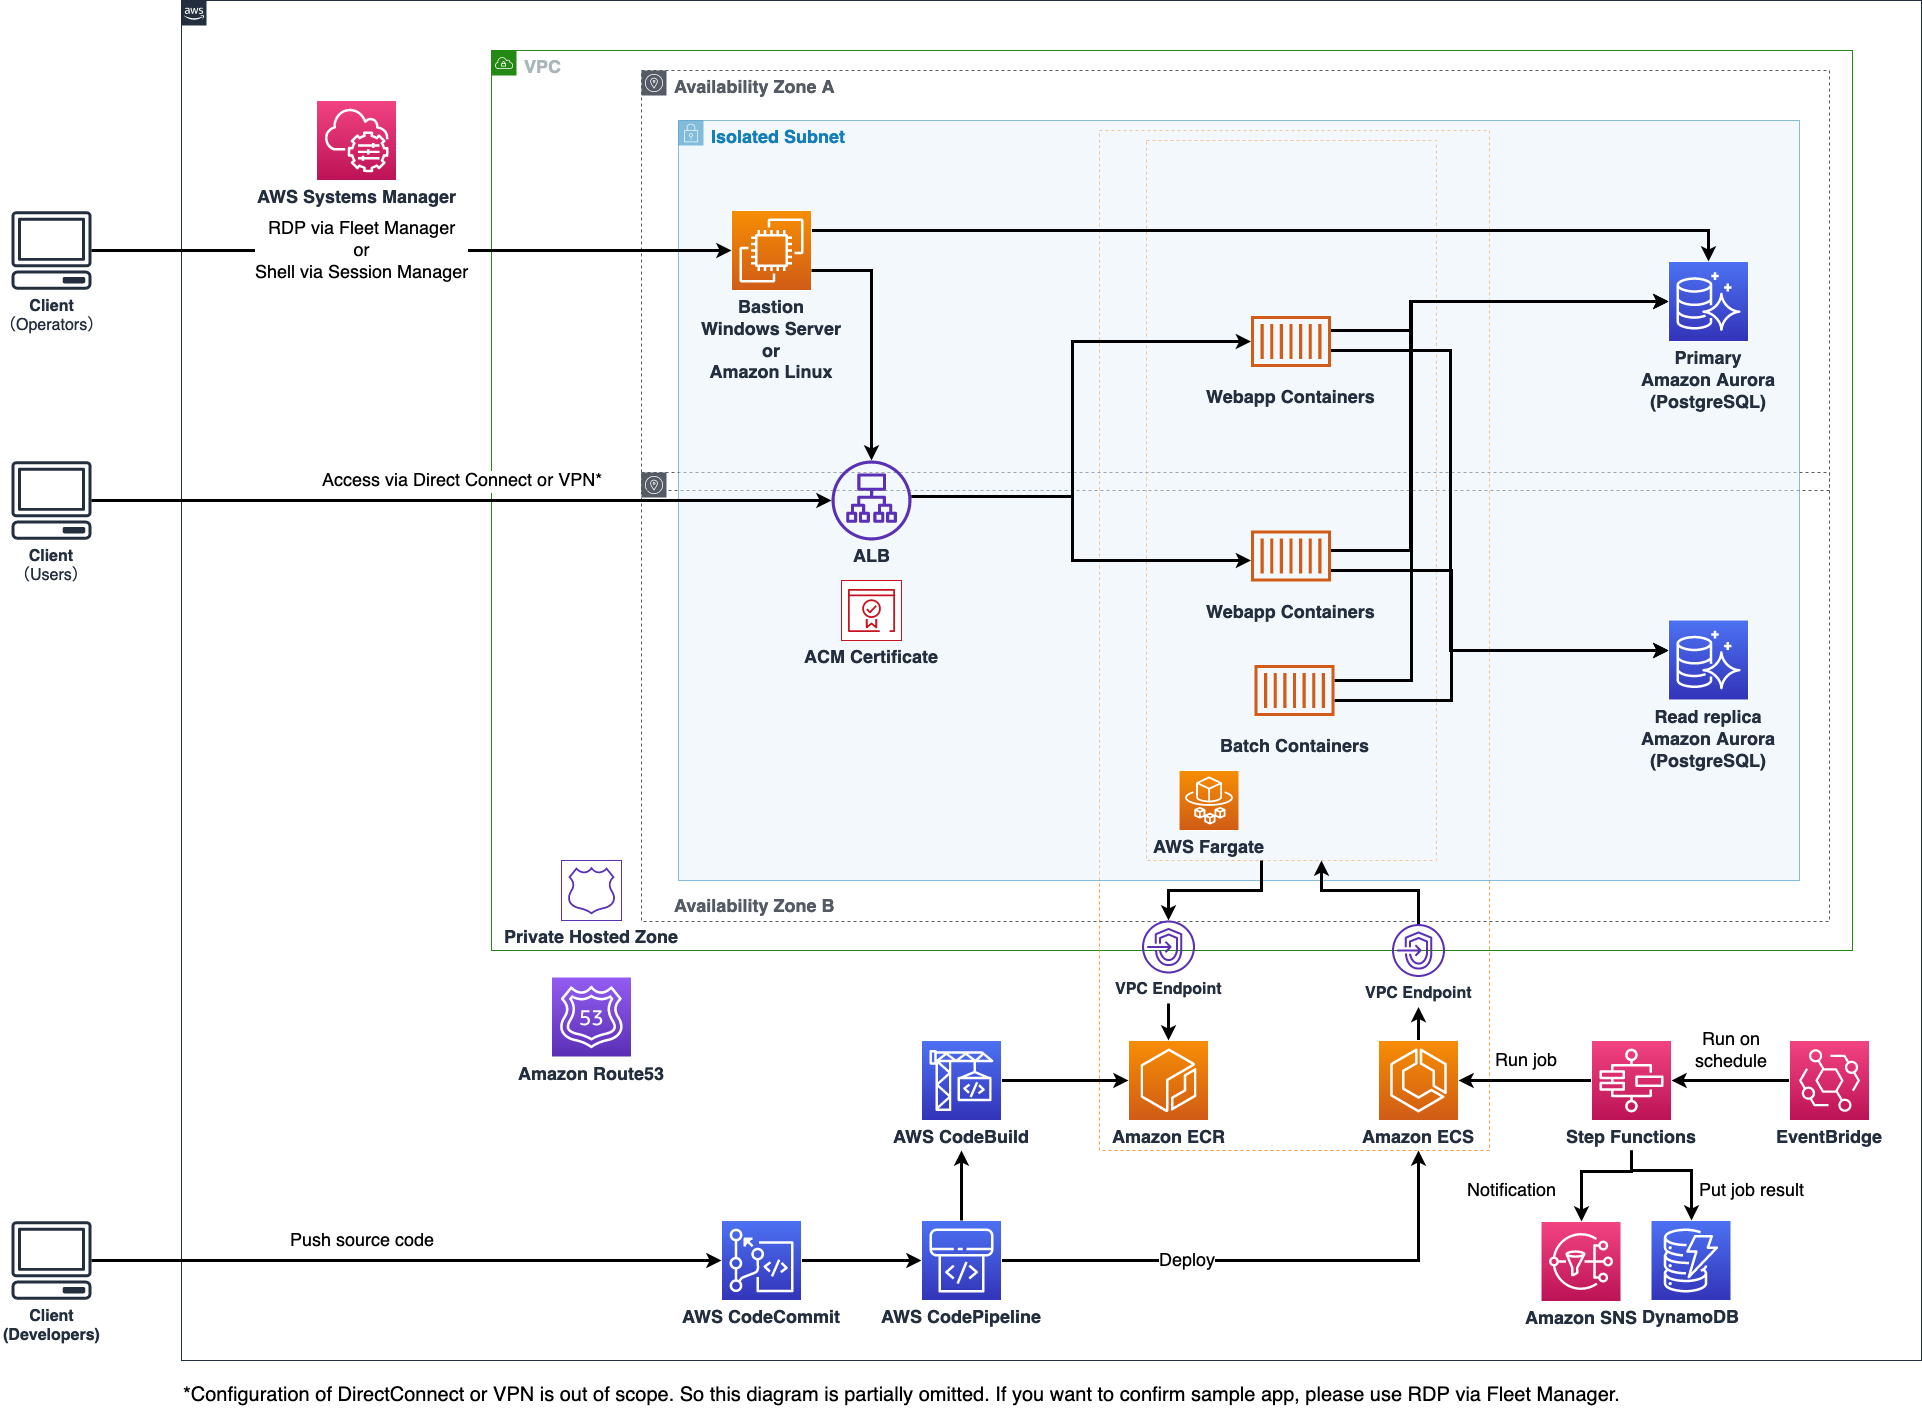 aws
VPC
Availability Zone A
Isolated Subnet
AWS Systems Manager
RDP via Fleet Manager
or
Shell via Session Manager
Client
(Operators)
Bastion
Windows Server
or
Amazon Linux
Webapp Containers
Primary
Amazon Aurora
(PostgreSQL)
Access via Direct Connect or VPN*
Client
(Users)
ALB
ACM Certificate
Webapp Containers
Batch Containers
Read replica
Amazon Aurora
(PostgreSQL)
AWS Fargate
Availability Zone B
Private Hosted Zone
VPC Endpoint
VPC Endpoint
53
Amazon Route53
AWS CodeBuild
Amazon ECR
Amazon ECS
Run job
Run on
schedule
Step Functions
EventBridge
Notification
Put job result
Push source code
Client
(Developers)
AWS CodeCommit
AWS CodePipeline
Deploy
Amazon SNS
DynamoDB
*Configuration of DirectConnect or VPN is out of scope. So this diagram is partially omitted. If you want to confirm sample app, please use RDP via Fleet Manager.